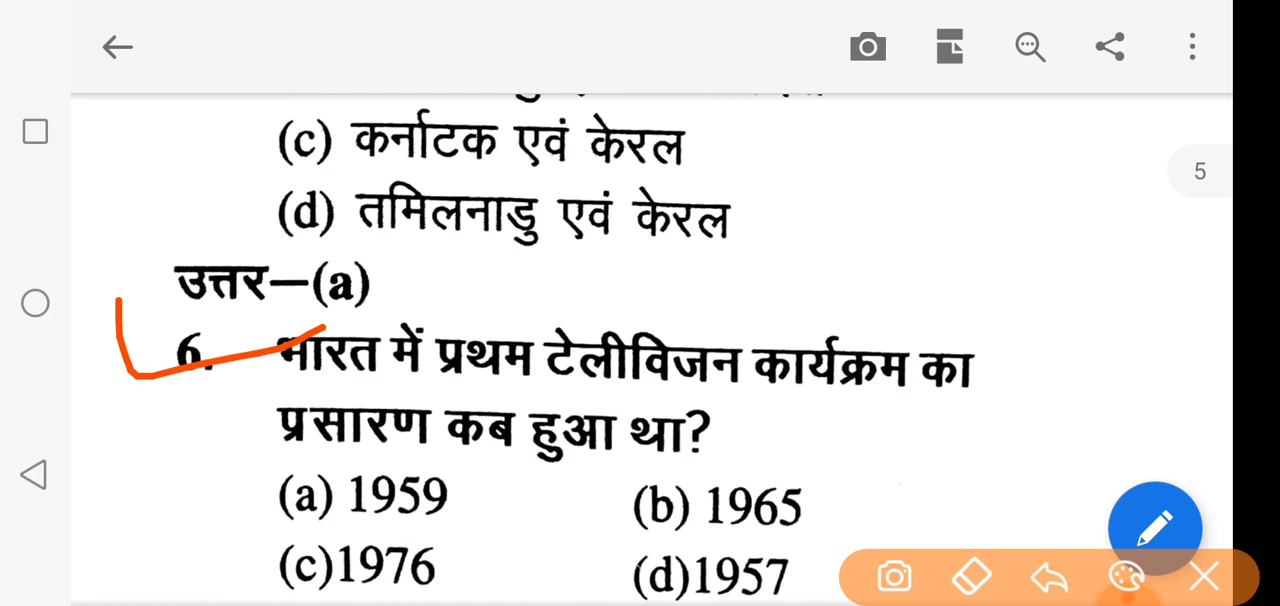 5
(c) कर्नाटक एवं केरल
(d) तमिलनाडु एवं केरल
उत्तर—(a)
6. भारत में प्रथम टेलीविजन कार्यक्रम का
प्रसारण कब हुआ था?
(a) 1959 (b) 1965
(c)1976 (d)1957